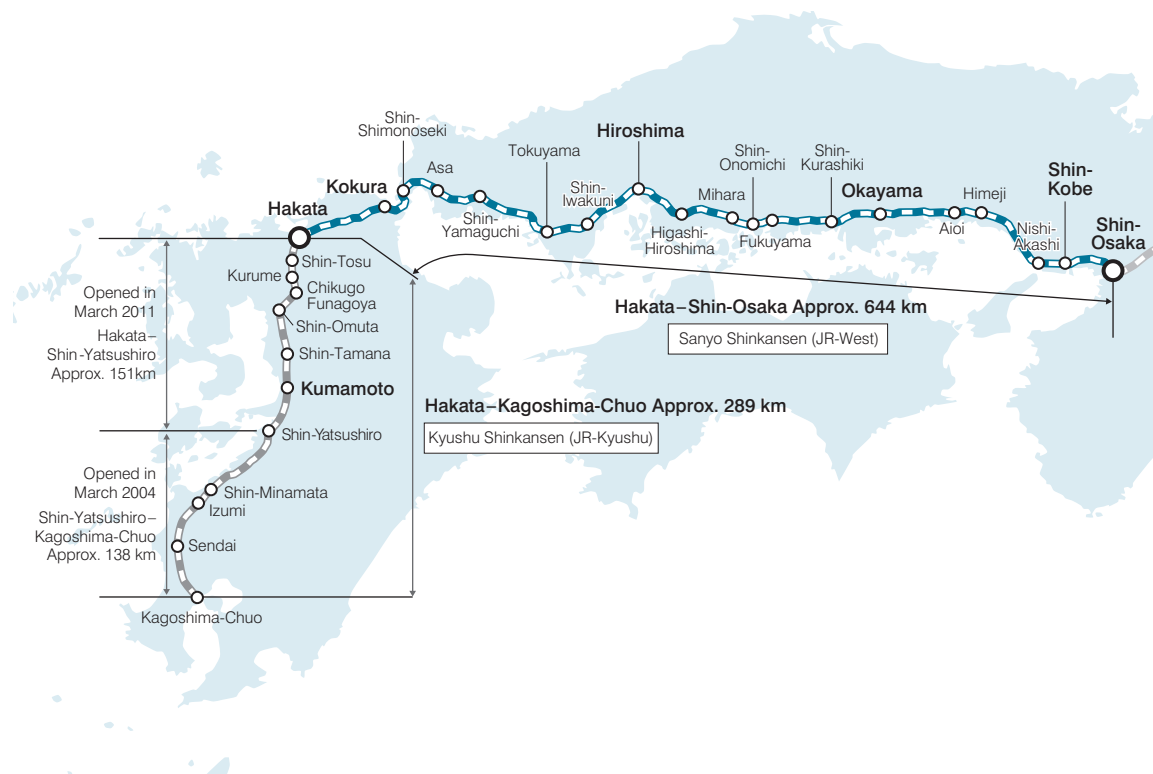 Shin-
Shimonoseki
Asa
Tokuyama
Hiroshima
Shin-
Onomichi
Shin-
Kurashiki
Kokura
Shin-
Iwakuni
Mihara
Okayama
Himeji
Shin-
Kobe
Hakata
Shin-
Yamaguchi
Higashi-
Hiroshima
Fukuyama
Aioi
Nishi-
Akashi
Shin-
Osaka
Shin-Tosu
Kurume
Chikugo
Funagoya
Shin-Omuta
Shin-Tamana
Kumamoto
Shin-Yatsushiro
Shin-Minamata
Izumi
Sendai
Kagoshima-Chuo
Opened in
March 2011
Hakata–
Shin-Yatsushiro
Approx. 151km
Opened in
March 2004
Shin-Yatsushiro–
Kagoshima-Chuo
Approx. 138 km
Hakata–Shin-Osaka Approx. 644 km
Sanyo Shinkansen (JR-West)
Hakata–Kagoshima-Chuo Approx. 289 km
Kyushu Shinkansen (JR-Kyushu)